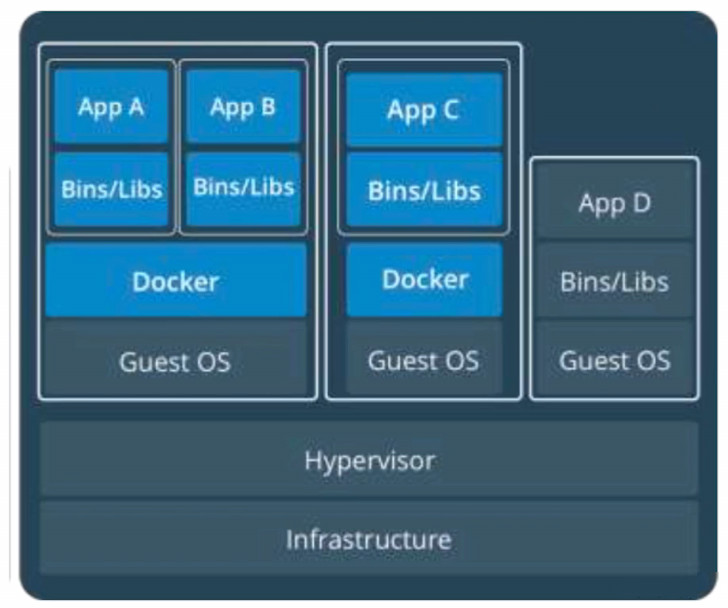 App A
App B
Bins/Libs
Bins/Libs
Docker
Guest OS
App C
Bins/Libs
Docker
Guest OS
App D
Bins/Libs
Guest OS
Hypervisor
Infrastructure